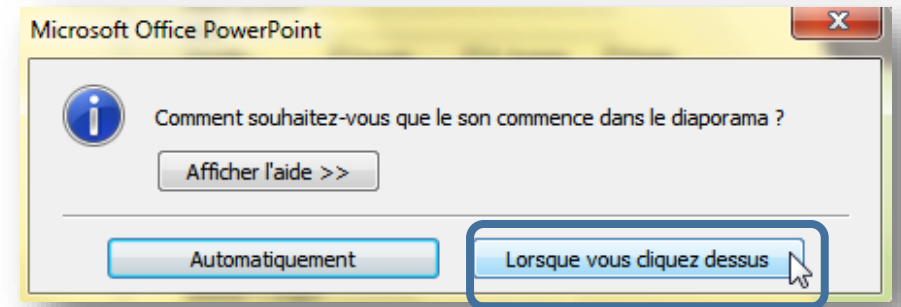 Microsoft Office PowerPoint
Comment souhaitez-vous que le son commence dans le diaporama ?
Afficher l'aide >>
Automatiquement
Lorsque vous cliquez dessus